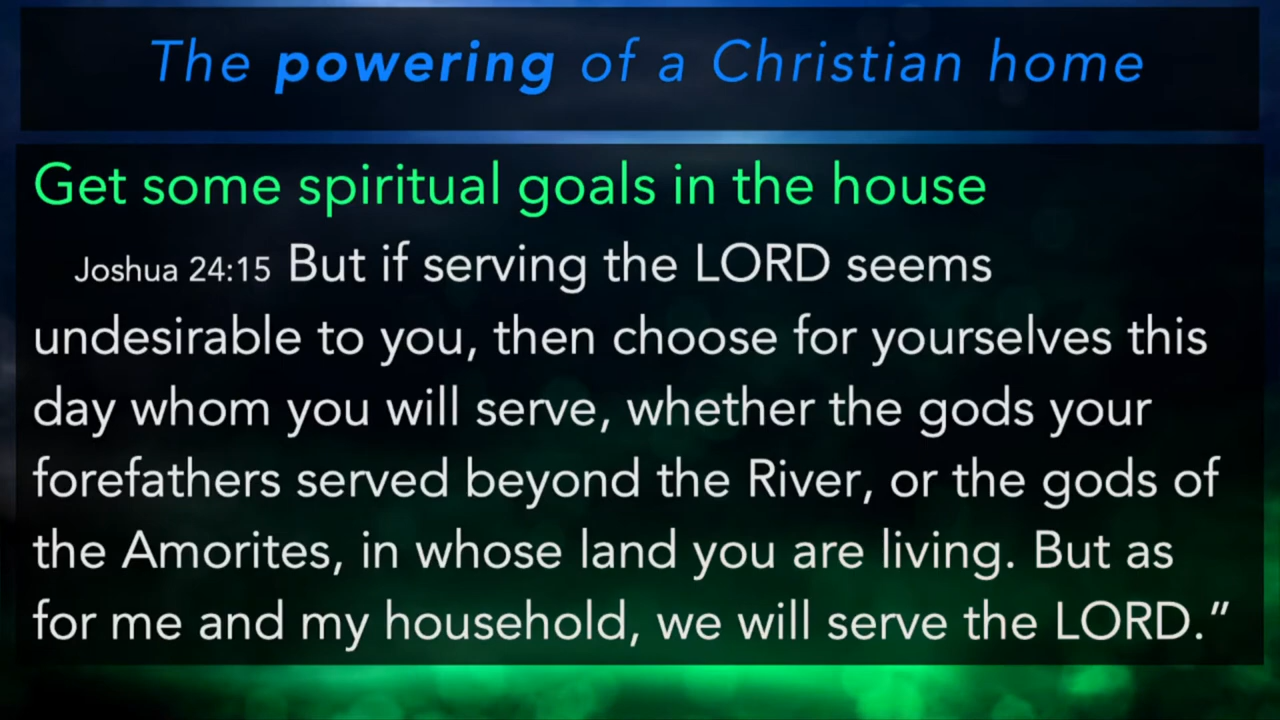 The powering of a Christian home
Get some spiritual goals in the house
Joshua 24:15 But if serving the LORD seems
undesirable to you, then choose for yourselves this
day whom you will serve, whether the gods your
forefathers served beyond the River, or the gods of
the Amorites, in whose land you are living. But as
for me and my household, we will serve the LORD.”